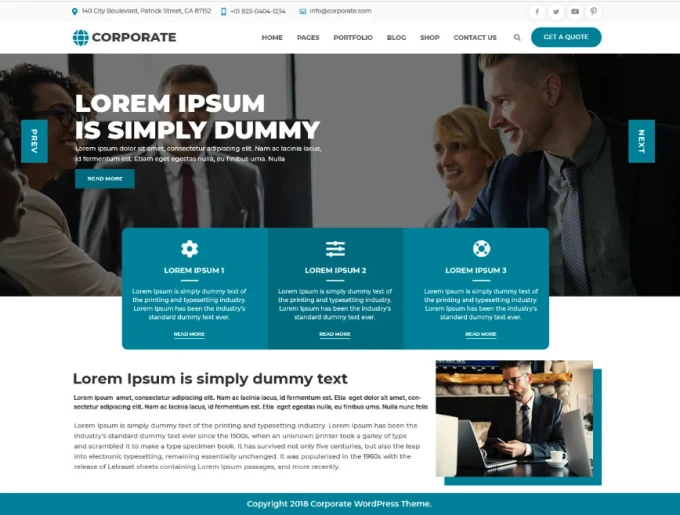 140 City Boulevard, Patrick Street, CA 87152 +01 823-0404-1234 info@corporate.com
CORPORATE
HOME PAGES PORTFOLIO BLOG SHOP CONTACT US GET A QUOTE
LOREM IPSUM
IS SIMPLY DUMMY
Lorem ipsum dolor sit amet, consectetur adipiscing elit. Nam ac lacinia lacus,
id fermentum est. Etiam eget egestas nulla, eu finibus urna. Nulla
READ MORE
PREV
NEXT
LOREM IPSUM 1
Lorem Ipsum is simply dummy text of
the printing and typesetting industry.
Lorem Ipsum has been the industry's
standard dummy text ever.
READ MORE
LOREM IPSUM 2
Lorem Ipsum is simply dummy text of
the printing and typesetting industry.
Lorem Ipsum has been the industry's
standard dummy text ever.
READ MORE
LOREM IPSUM 3
Lorem Ipsum is simply dummy text of
the printing and typesetting industry.
Lorem Ipsum has been the industry's
standard dummy text ever.
READ MORE
Lorem Ipsum is simply dummy text
Lorem ipsum amet, consectetur adipiscing elit. Nam ac lacinia lacus, id fermentum est. Etia eget dolor sit amet, con-
sectetur adipiscing elit. Nam ac lacinia lacus, id fermentum est. Etia eget egestas nulla, eu finibus urna. Nulla nunc felis
Lorem Ipsum is simply dummy text of the printing and typesetting industry. Lorem Ipsum has been the
industry's standard dummy text ever since the 1500s, when an unknown printer took a galley of type
and scrambled it to make a type specimen book. It has survived not only five centuries, but also the leap
into electronic typesetting, remaining essentially unchanged. It was populerised in the 1960s with the
release of Letraset sheets containing Lorem Ipsum passages, and more recently.
Copyright 2018 Corporate WordPress Theme.